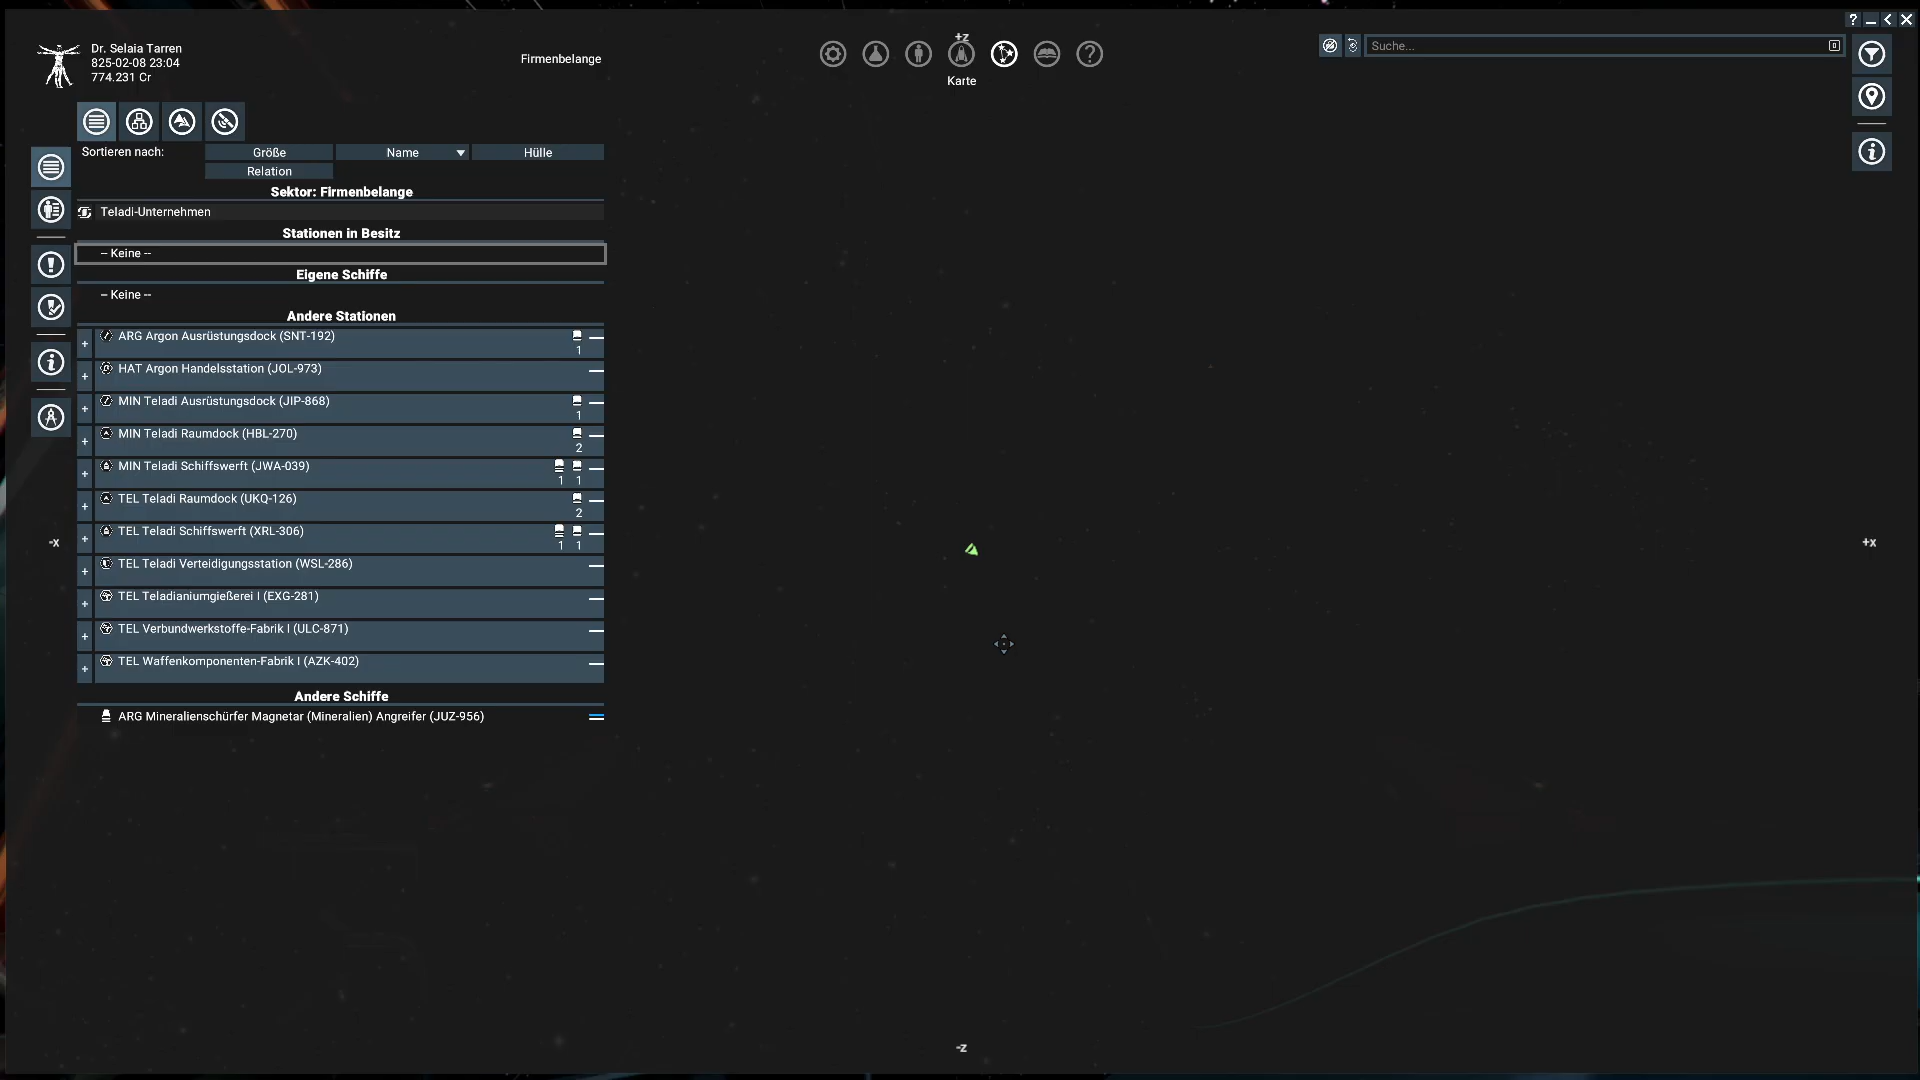 Dr. Selaia Tarren
825-02-08 23:04
774.231 Cr
Firmenbelange
+z
Karte
Suche...
Sortieren nach:
Größe
Name
Hülle
Relation
Sektor: Firmenbelange
Teladi-Unternehmen
Stationen in Besitz
-- Keine --
Eigene Schiffe
-- Keine --
Andere Stationen
+ ARG Argon Ausrüstungsdock (SNT-192) 1
+ HAT Argon Handelsstation (JOL-973)
+ MIN Teladi Ausrüstungsdock (JIP-868) 1
+ MIN Teladi Raumdock (HBL-270) 2
+ MIN Teladi Schiffswerft (JWA-039) 1 1
+ TEL Teladi Raumdock (UKQ-126) 2
+ TEL Teladi Schiffswerft (XRL-306) 1 1
+ TEL Teladi Verteidigungsstation (WSL-286)
+ TEL Teladianiumgießerei I (EXG-281)
+ TEL Verbundwerkstoffe-Fabrik I (ULC-871)
+ TEL Waffenkomponenten-Fabrik I (AZK-402)
Andere Schiffe
ARG Mineralienschürfer Magnetar (Mineralien) Angreifer (JUZ-956)
-x
+x
-z